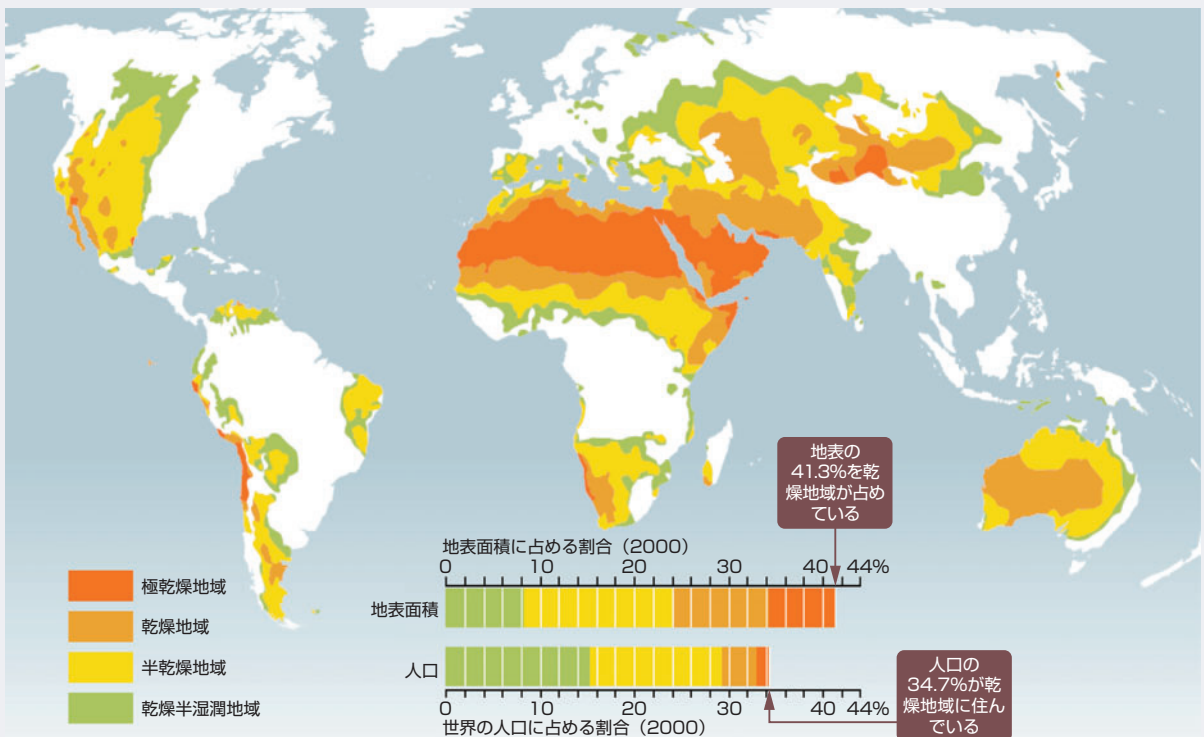 地表の
41.3%を乾
燥地域が占め
ている
地表面積に占める割合（2000）
0 10 20 30 40 44%
極乾燥地域
乾燥地域
半乾燥地域
乾燥半湿潤地域
地表面積
人口
0 10 20 30 40 44%
世界の人口に占める割合（2000）
人口の
34.7%が乾
燥地域に住ん
でいる